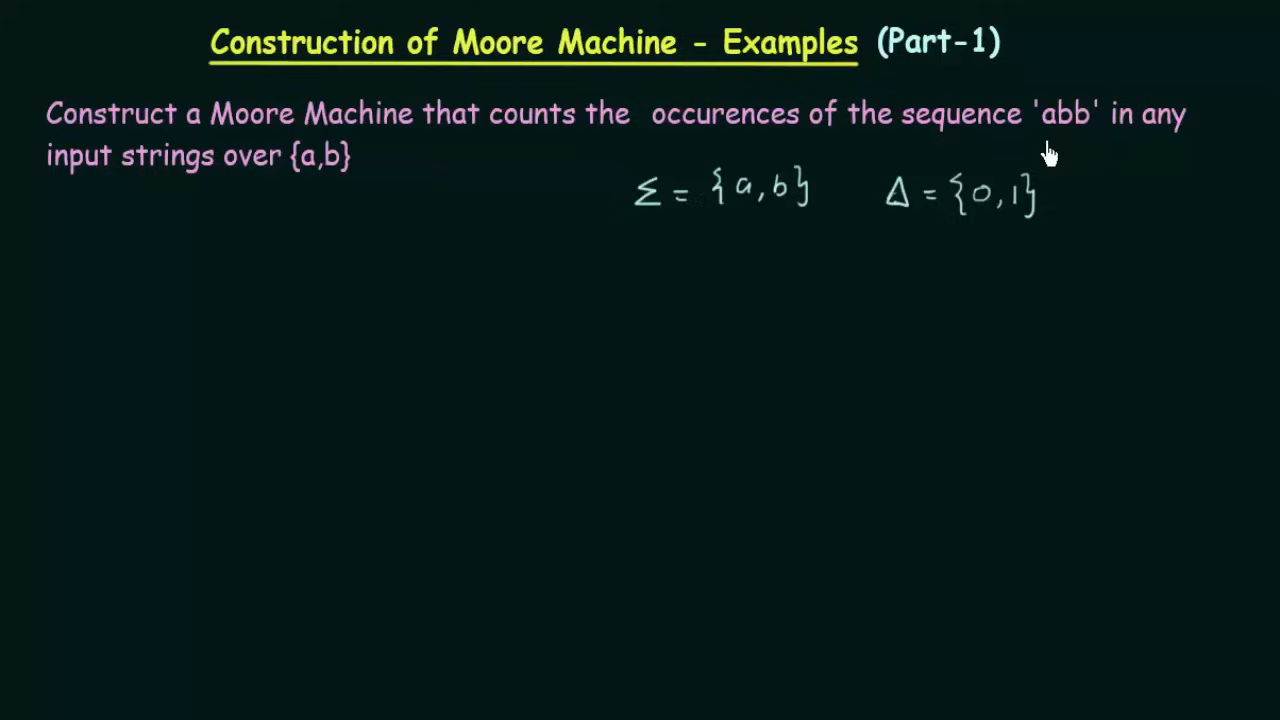 Construction of Moore Machine - Examples (Part-1)
Construct a Moore Machine that counts the occurences of the sequence 'abb' in any
input strings over {a,b}
Σ = {a,b} Δ = {0,1}